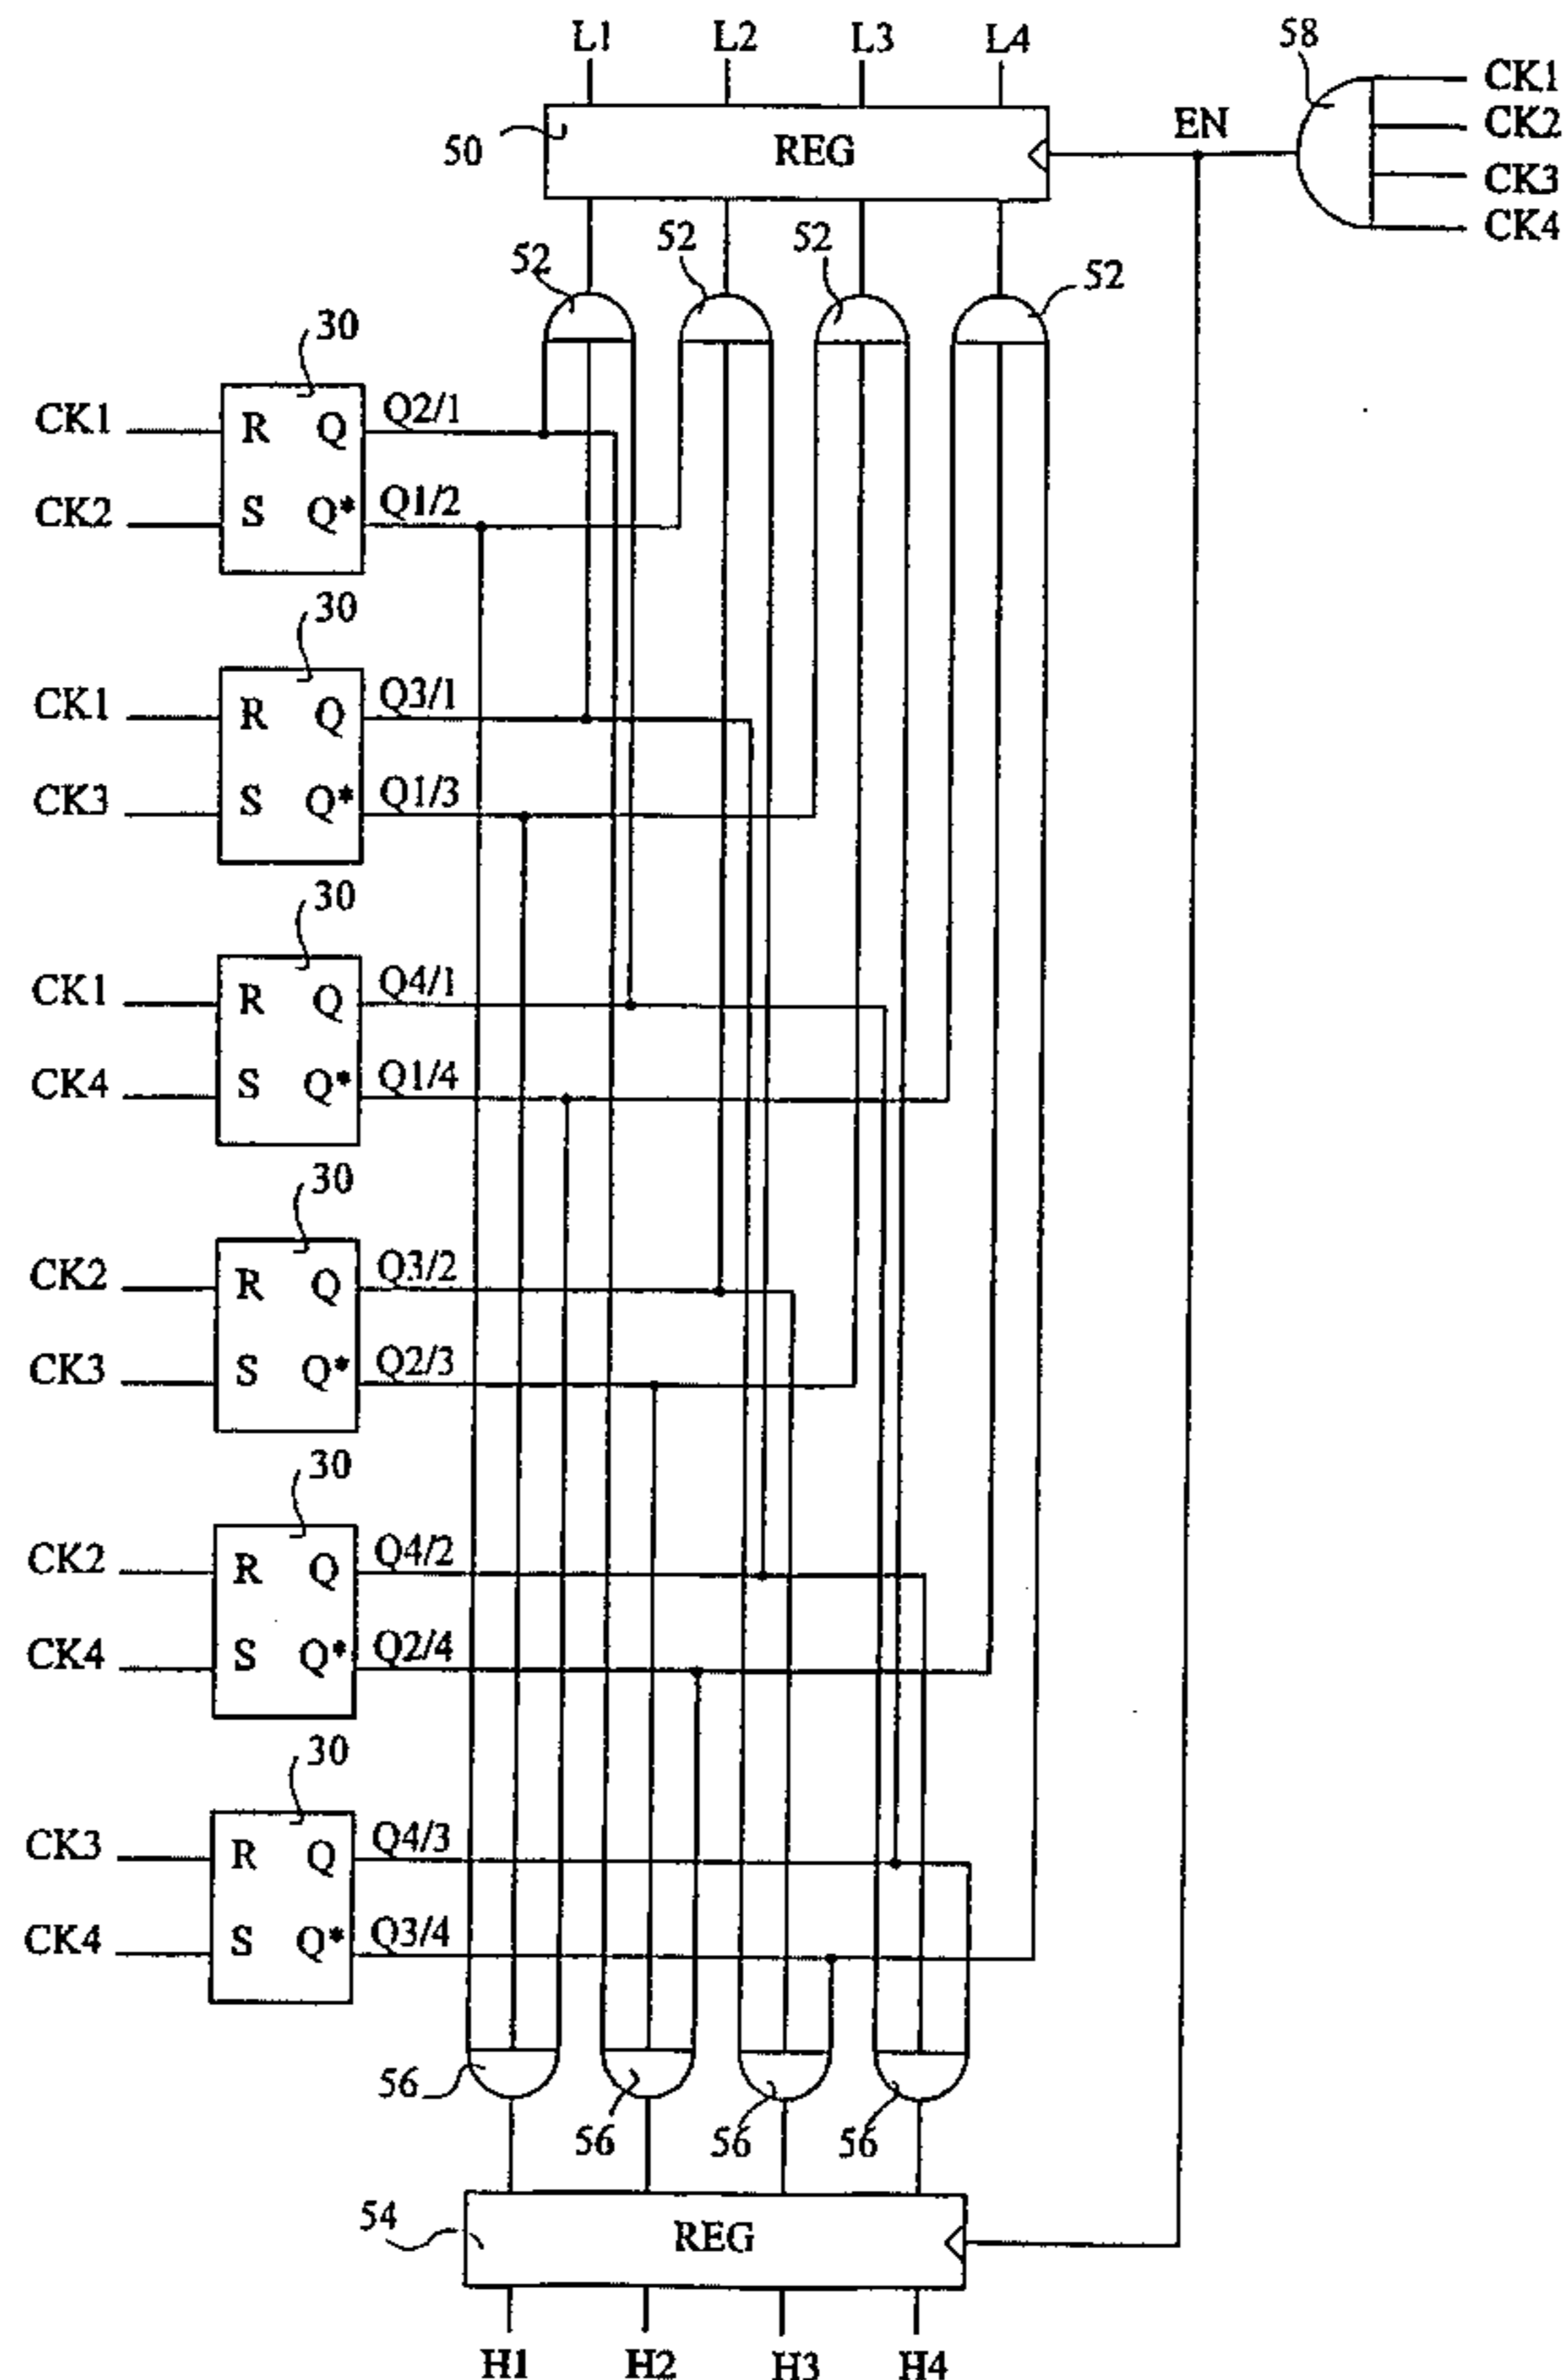 L1 L2 L3 L4
58
CK1
CK2
CK3
CK4
EN
50 REG
52 52 52 52
30
CK1 R Q Q2/1
CK2 S Q* Q1/2
30
CK1 R Q Q3/1
CK3 S Q* Q1/3
30
CK1 R Q Q4/1
CK4 S Q* Q1/4
30
CK2 R Q Q3/2
CK3 S Q* Q2/3
30
CK2 R Q Q4/2
CK4 S Q* Q2/4
30
CK3 R Q Q4/3
CK4 S Q* Q3/4
56 56 56 56
54 REG
H1 H2 H3 H4